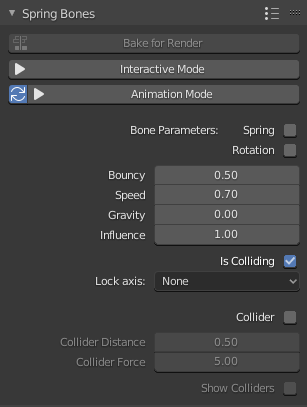 Spring Bones
Bake for Render
Interactive Mode
Animation Mode
Bone Parameters: Spring
Rotation
Bouncy 0.50
Speed 0.70
Gravity 0.00
Influence 1.00
Is Colliding
Lock axis: None
Collider
Collider Distance 0.50
Collider Force 5.00
Show Colliders